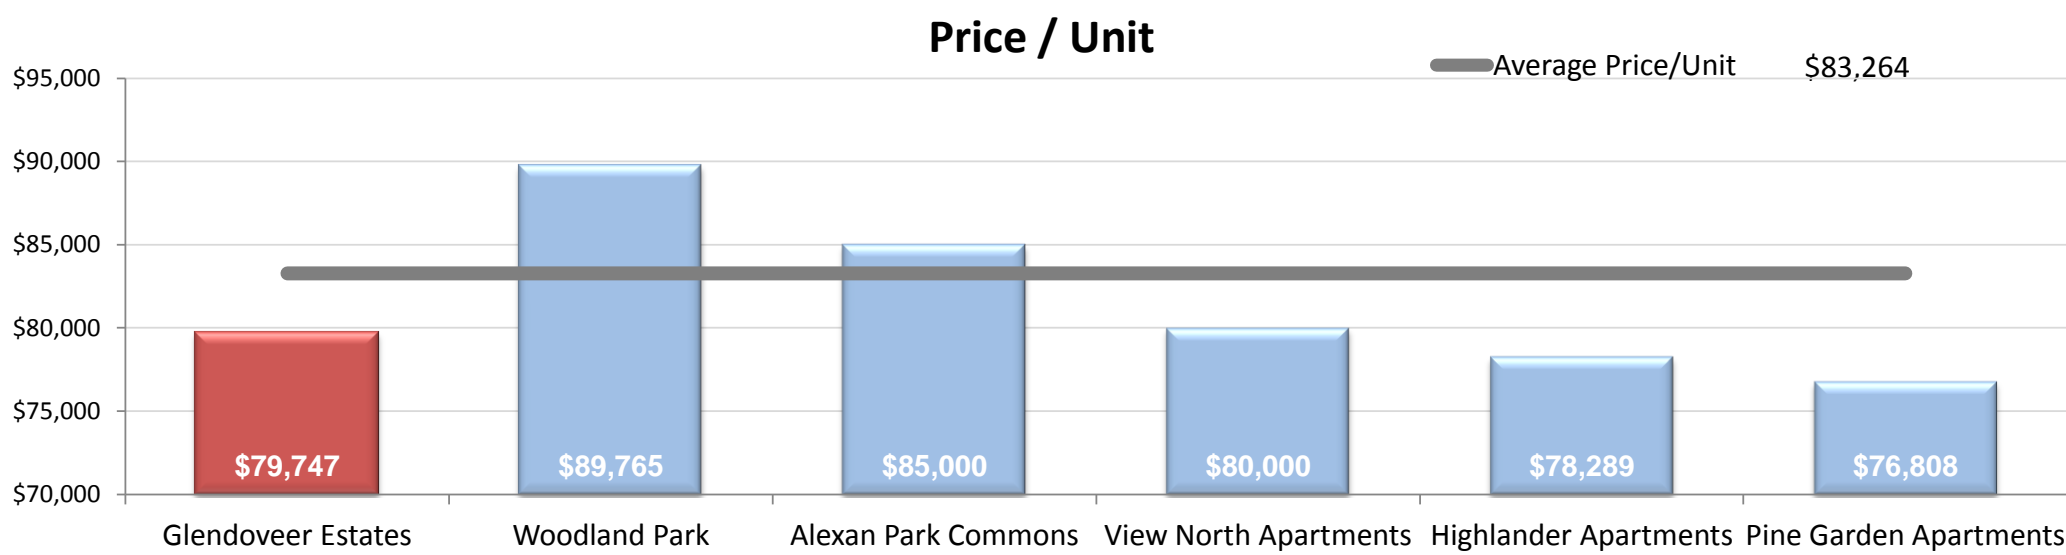 Price / Unit
Average Price/Unit $83,264
$95,000
$90,000
$85,000
$80,000
$75,000
$70,000
$79,747 $89,765 $85,000 $80,000 $78,289 $76,808
Glendoveer Estates Woodland Park Alexan Park Commons View North Apartments Highlander Apartments Pine Garden Apartments